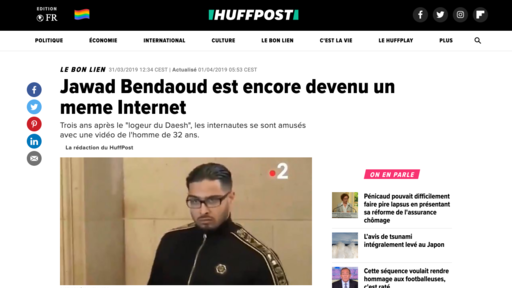 EDITION
FR
HUFFPOST
POLITIQUE
ÉCONOMIE
INTERNATIONAL
CULTURE
LE BON LIEN
C'EST LA VIE
LE HUFFPLAY
PLUS
LE BON LIEN 31/03/2019 12:34 CEST | Actualisé 01/04/2019 05:53 CEST
Jawad Bendaoud est encore devenu un
meme Internet
Trois ans après le "logeur du Daesh", les internautes se sont amusés
avec une vidéo de l'homme de 32 ans.
La rédaction du HuffPost
2
ON EN PARLE
Pénicaud pouvait difficilement
faire pire lapsus en présentant
sa réforme de l'assurance
chômage
L'avis de tsunami
intégralement levé au Japon
Cette séquence voulait rendre
hommage aux forceps,
c'est raté